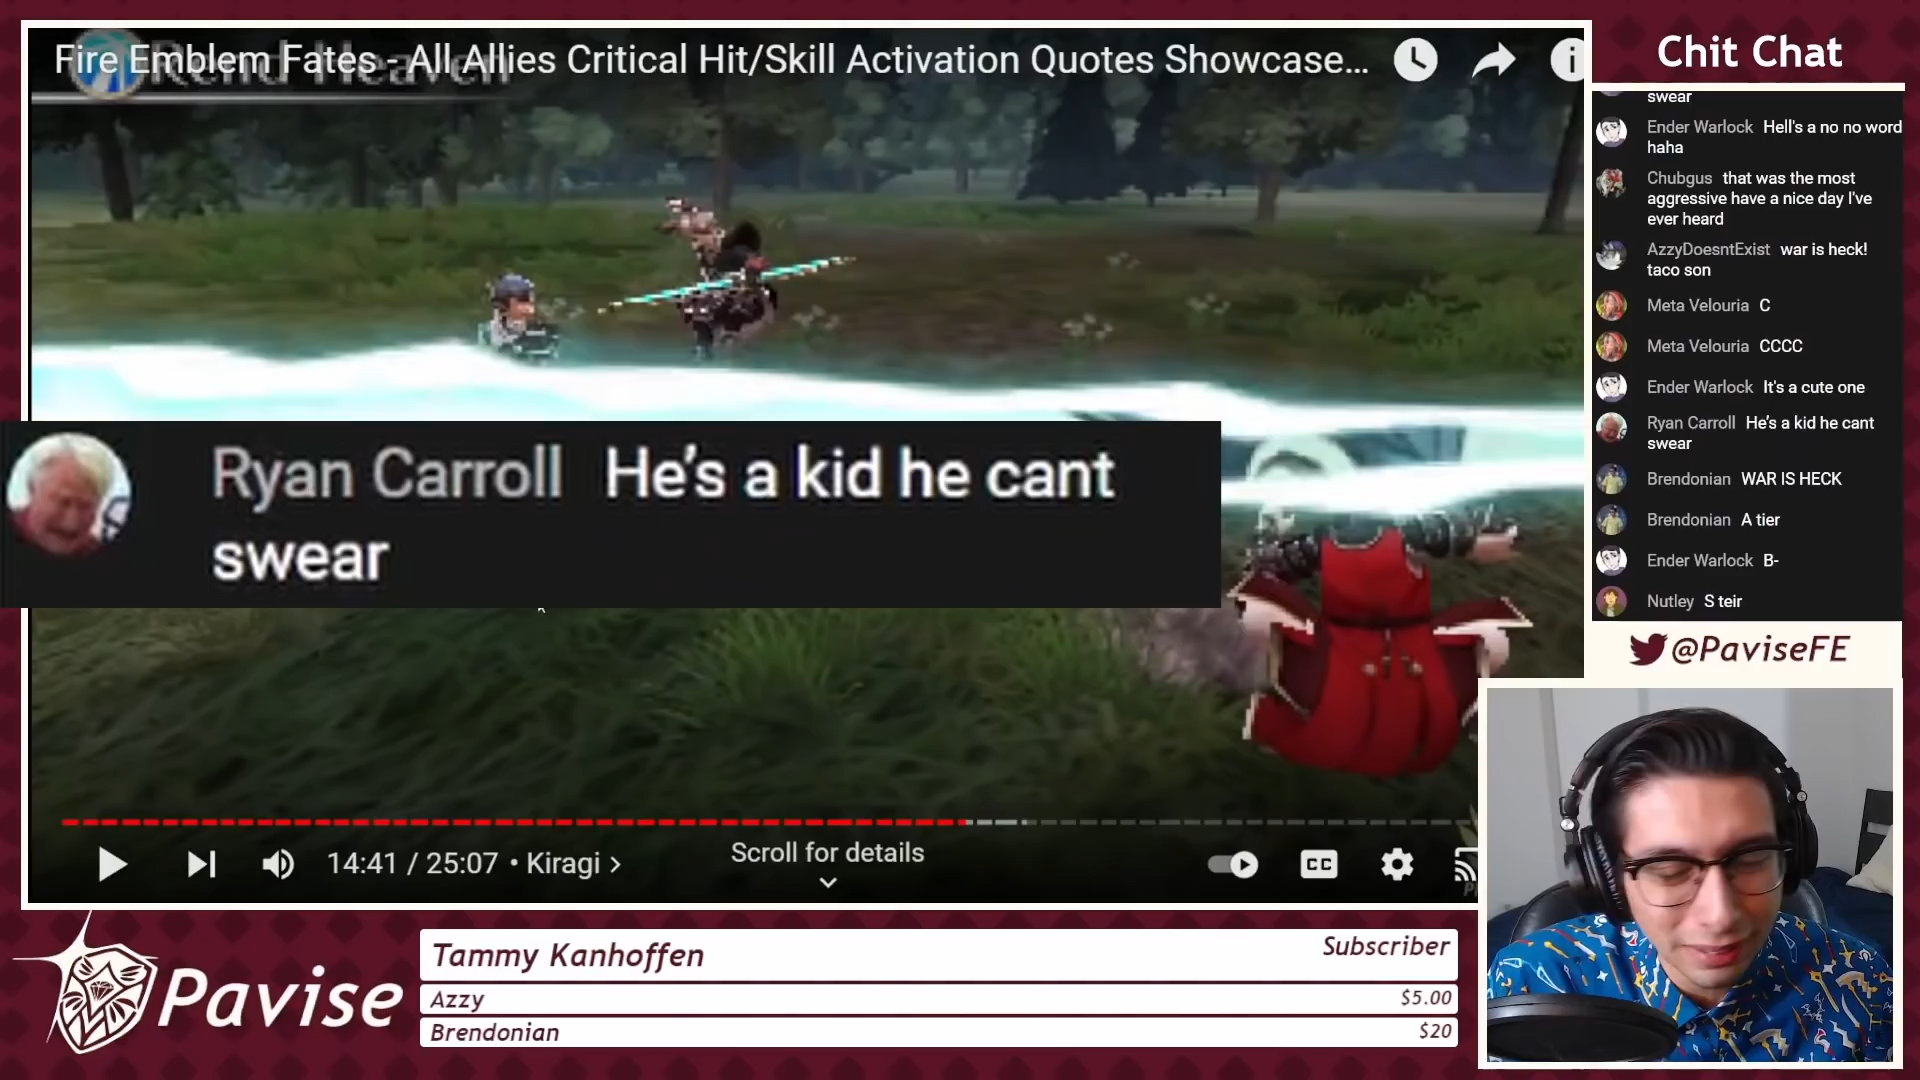 Fire Emblem Fates - All Allies Critical Hit/Skill Activation Quotes Showcase...
Rend Heaven
Ryan Carroll He's a kid he cant
swear
14:41 / 25:07 • Kiragi >
Scroll for details
CC
Chit Chat
swear
Ender Warlock Hell's a no no word
haha
Chubgus that was the most
aggressive have a nice day I've
ever heard
AzzyDoesntExist war is heck!
taco son
Meta Velouria C
Meta Velouria CCCC
Ender Warlock It's a cute one
Ryan Carroll He's a kid he cant
swear
Brendonian WAR IS HECK
Brendonian A tier
Ender Warlock B-
Nutley S teir
@PaviseFE
Pavise
Tammy Kanhoffen Subscriber
Azzy $5.00
Brendonian $20